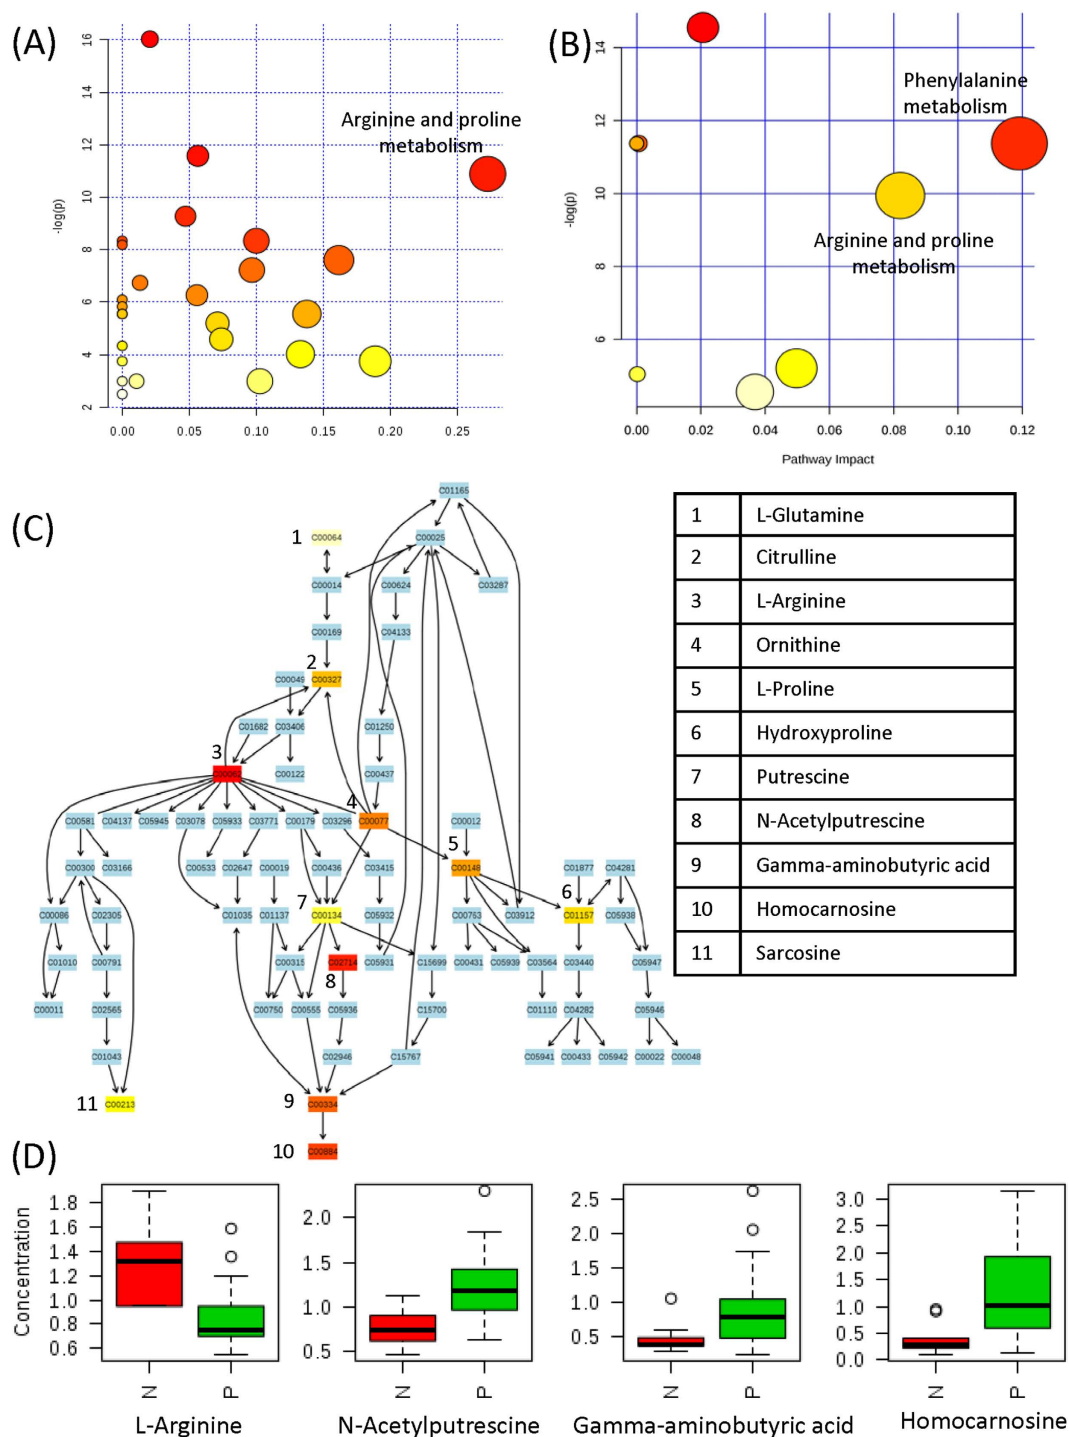 (A)
16
14
12
10
8
6
4
2
-log(p)
Arginine and proline
metabolism
0.00 0.05 0.10 0.15 0.20 0.25
(B)
14
12
10
8
6
-log(p)
Phenylalanine
metabolism
Arginine and proline
metabolism
0.00 0.02 0.04 0.06 0.08 0.10 0.12
Pathway Impact
(C)
C01165
1 C00064 C00025
C00014 C00624 C03287
C00169 C04133
2
C00049 C00327
C01682 C03406 C01250
3
C00062 C00122 C00437
4
C00581 C04137 C05945 C03078 C05933 C03771 C00179 C03296 C00077 C00012
5
C00300 C03166 C00533 C02647 C00019 C00436 C03415 C00148 C01877 C04281
6
7
C00086 C02305 C01035 C01137 C00134 C05932 C00763 C03912 C01157 C05938
C01010 C00791 C00315 C02714 C05931 C15699 C00431 C05939 C03564 C03440 C05947
8
C00011 C02565 C00750 C00555 C05936 C15700 C01110 C04282 C05946
C01043 C02946 C15767 C05941 C00433 C05942 C00022 C00048
11 C00213 9 C00334
10 C00884
1 L-Glutamine
2 Citrulline
3 L-Arginine
4 Ornithine
5 L-Proline
6 Hydroxyproline
7 Putrescine
8 N-Acetylputrescine
9 Gamma-aminobutyric acid
10 Homocarnosine
11 Sarcosine
(D)
Concentration
1.8
1.6
1.4
1.2
1.0
0.8
0.6
N P
L-Arginine
2.0
1.5
1.0
0.5
N P
N-Acetylputrescine
2.5
2.0
1.5
1.0
0.5
N P
Gamma-aminobutyric acid
3.0
2.5
2.0
1.5
1.0
0.5
0.0
N P
Homocarnosine